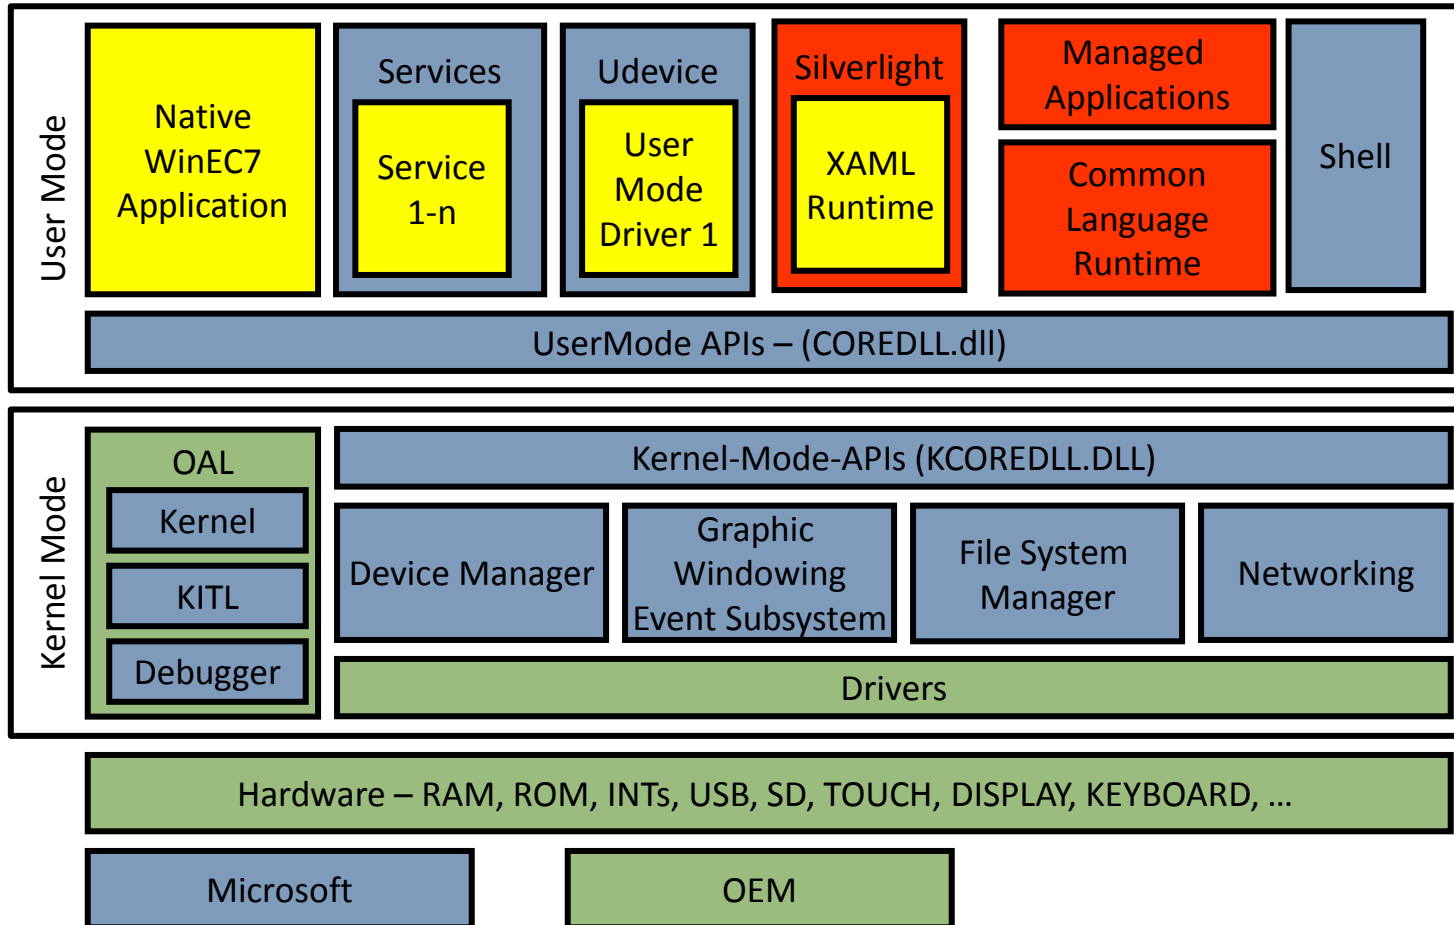 User Mode
Native
WinEC7
Application
Services
Service
1-n
Udevice
User
Mode
Driver 1
Silverlight
XAML
Runtime
Managed
Applications
Common
Language
Runtime
Shell
UserMode APIs – (COREDLL.dll)
Kernel Mode
OAL
Kernel
KITL
Debugger
Kernel-Mode-APIs (KCOREDLL.DLL)
Device Manager
Graphic
Windowing
Event Subsystem
File System
Manager
Networking
Drivers
Hardware – RAM, ROM, INTs, USB, SD, TOUCH, DISPLAY, KEYBOARD, ...
Microsoft
OEM